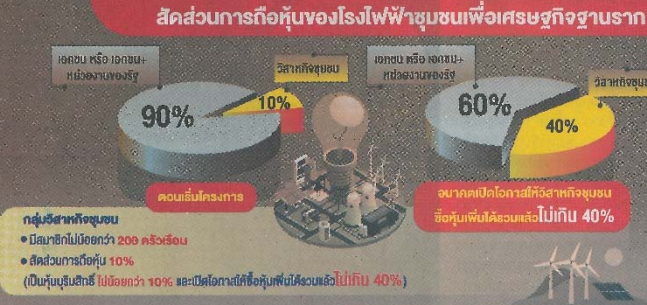 สัดส่วนการถือหุ้นของโรงไฟฟ้าชุมชนเพื่อเศรษฐกิจฐานราก
เอกชน หรือ เอกชน+
หน่วยงานของรัฐ
วิสาหกิจชุมชน
90%
10%
ตอนเริ่มโครงการ
เอกชน หรือ เอกชน+
หน่วยงานของรัฐ
วิสาหกิจชุมชน
60%
40%
อนาคตเปิดโอกาสให้วิสาหกิจชุมชน
ซื้อหุ้นเพิ่มได้รวมแล้วไม่เกิน 40%
กลุ่มวิสาหกิจชุมชน
• มีสมาชิกไม่น้อยกว่า 200 ครัวเรือน
• สัดส่วนการถือหุ้น 10%
(เป็นหุ้นบุริมสิทธิ์ ไม่น้อยกว่า 10% และเปิดโอกาสให้ซื้อหุ้นเพิ่มได้รวมแล้วไม่เกิน 40%)